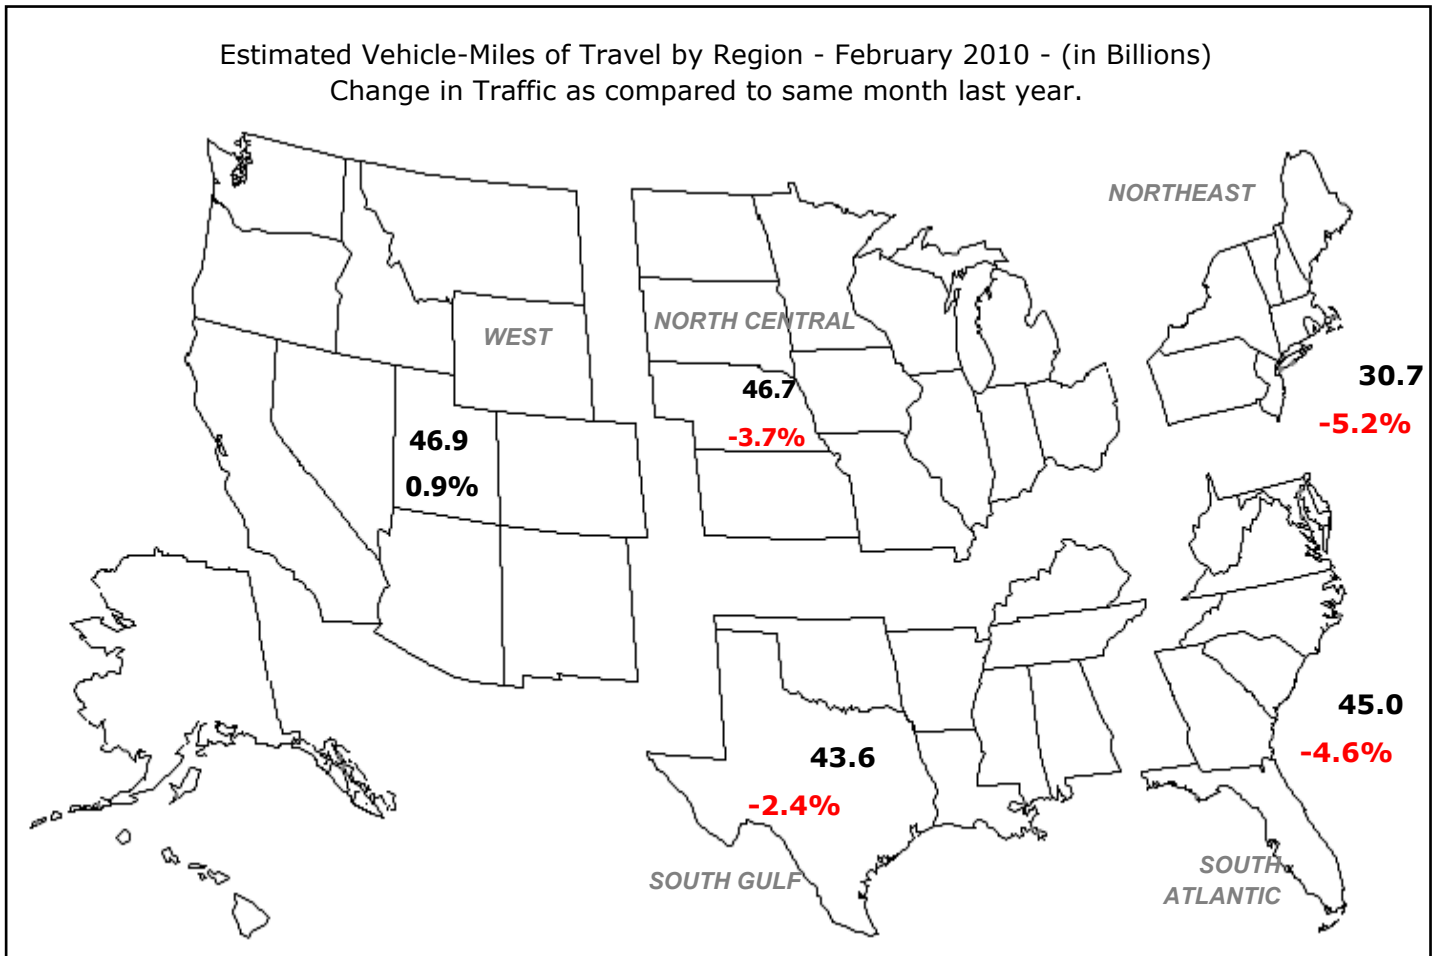 Estimated Vehicle-Miles of Travel by Region - February 2010 - (in Billions)
Change in Traffic as compared to same month last year.
NORTHEAST
WEST
NORTH CENTRAL
30.7
-5.2%
46.7
-3.7%
46.9
0.9%
45.0
-4.6%
43.6
-2.4%
SOUTH GULF
SOUTH
ATLANTIC